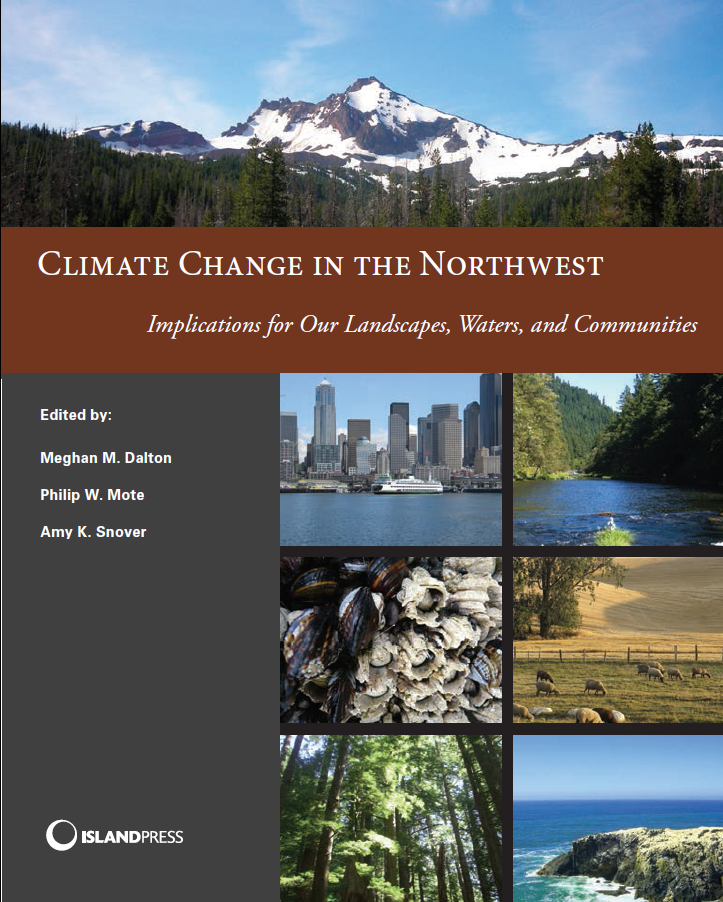 CLIMATE CHANGE IN THE NORTHWEST
Implications for Our Landscapes, Waters, and Communities
Edited by:
Meghan M. Dalton
Philip W. Mote
Amy K. Snover
ISLANDPRESS